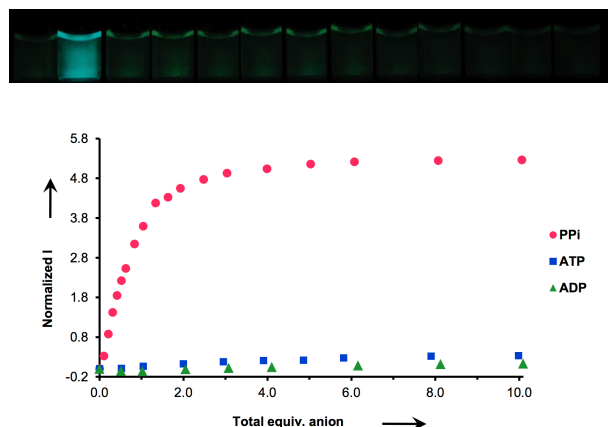 5.8
4.8
3.8
2.8
1.8
0.8
-0.2
Normalized I
0.0 2.0 4.0 6.0 8.0 10.0
Total equiv. anion
PPi
ATP
ADP